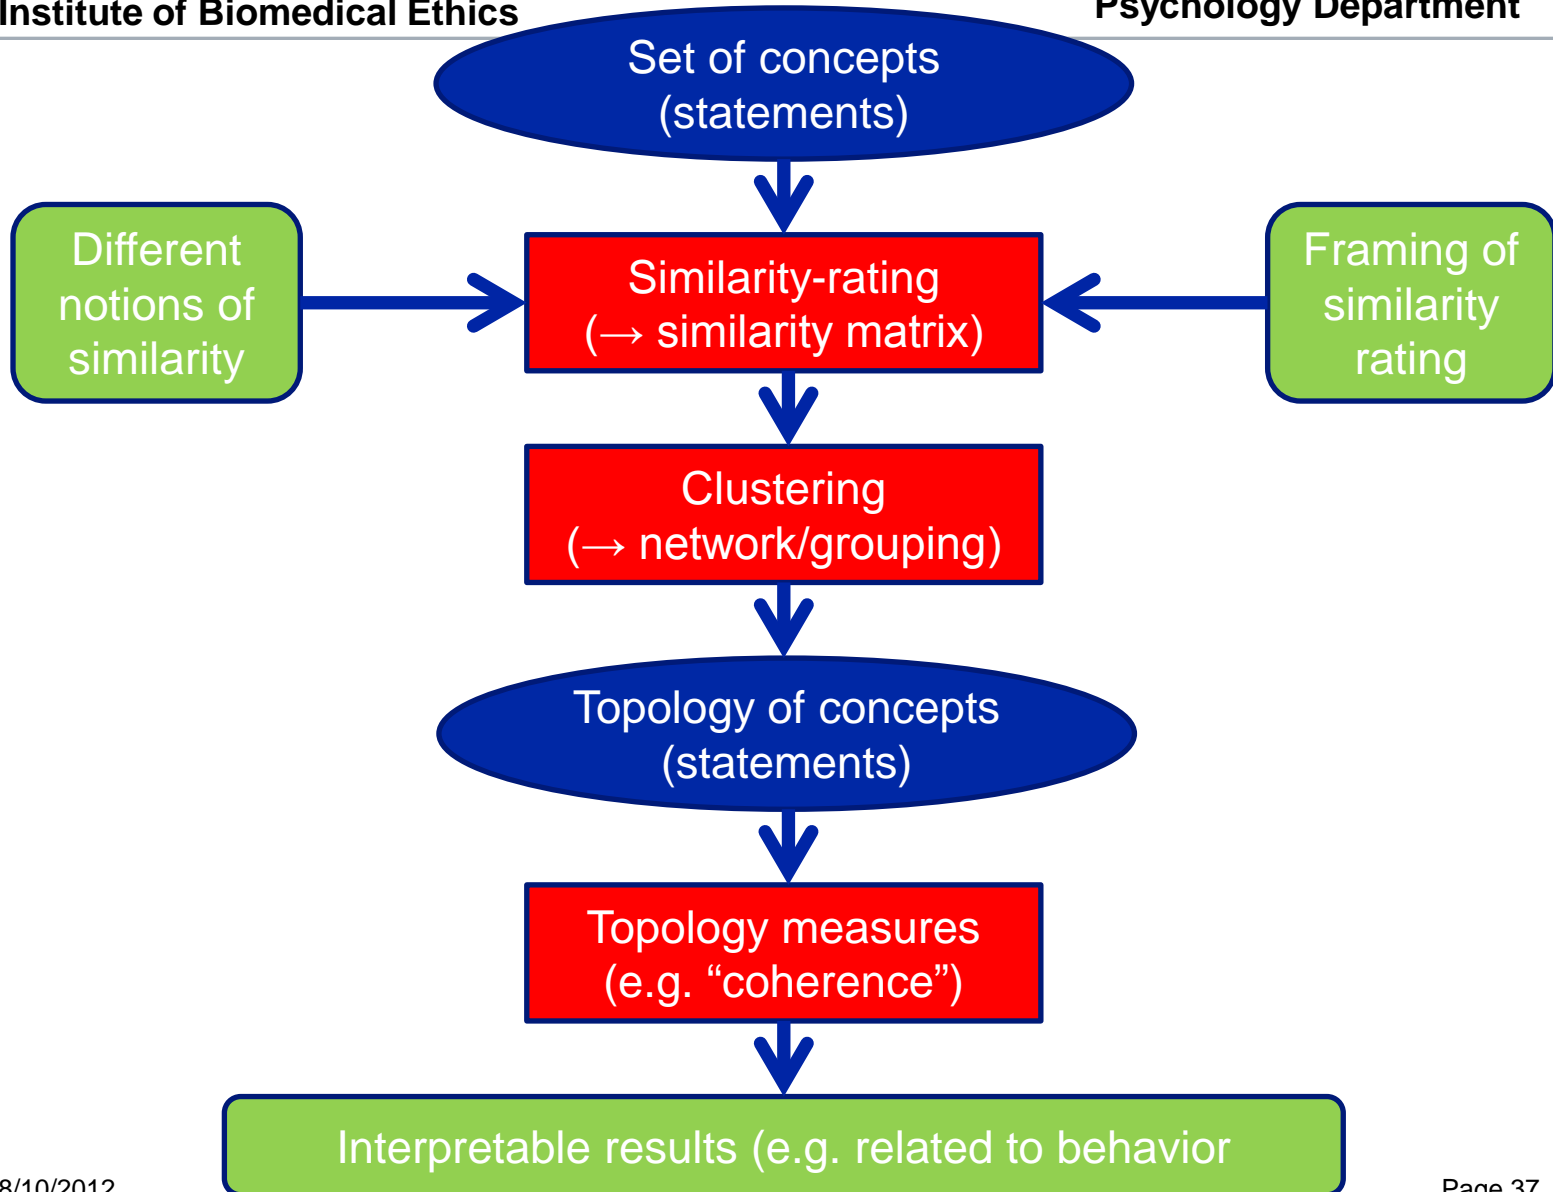 Institute of Biomedical Ethics
Psychology Department
Set of concepts
(statements)
Different
notions of
similarity
Similarity-rating
(→ similarity matrix)
Framing of
similarity
rating
Clustering
(→ network/grouping)
Topology of concepts
(statements)
Topology measures
(e.g. “coherence”)
Interpretable results (e.g. related to behavior
8/10/2012
Page 37